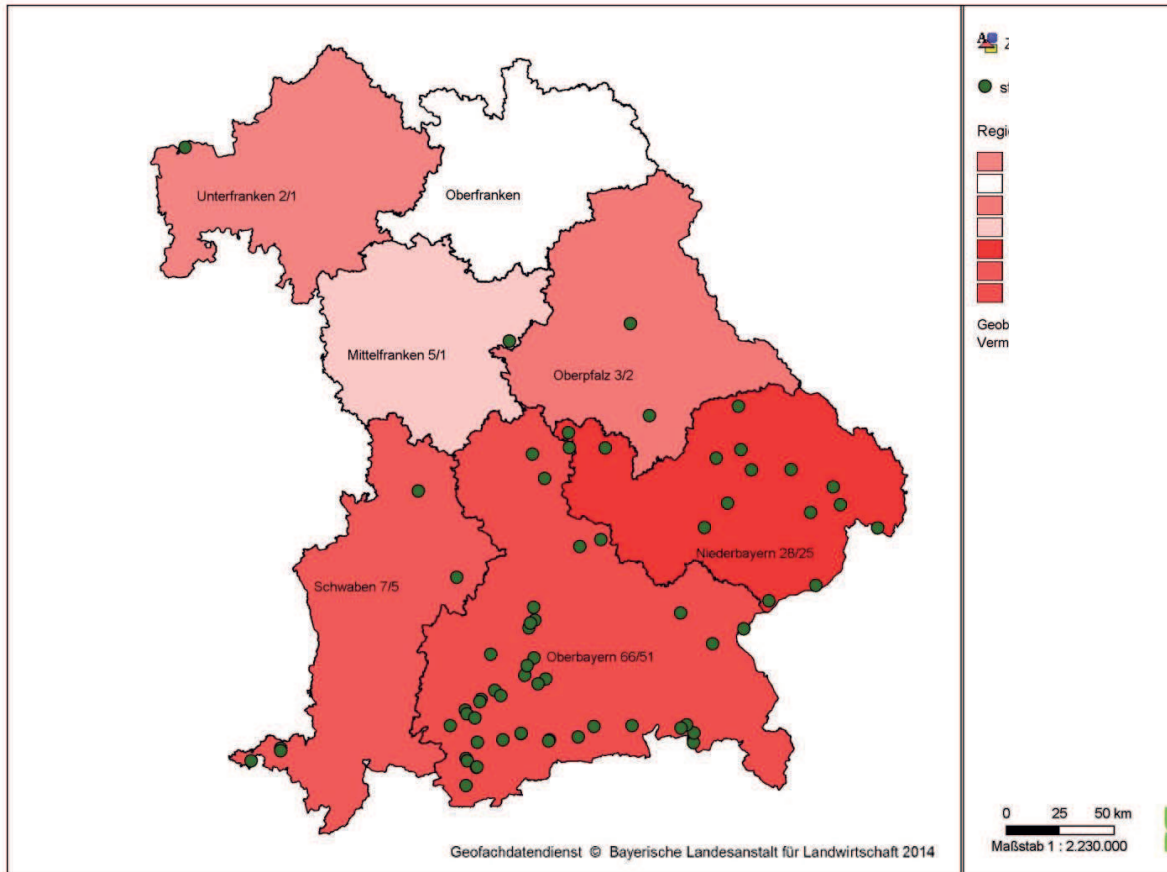 Unterfranken 2/1
Oberfranken
Mittelfranken 5/1
Oberpfalz 3/2
Niederbayern 28/25
Schwaben 7/5
Oberbayern 66/51
Geofachdatendienst © Bayerische Landesanstalt für Landwirtschaft 2014
Regi
Geob
Verm
0 25 50 km
Maßstab 1 : 2.230.000